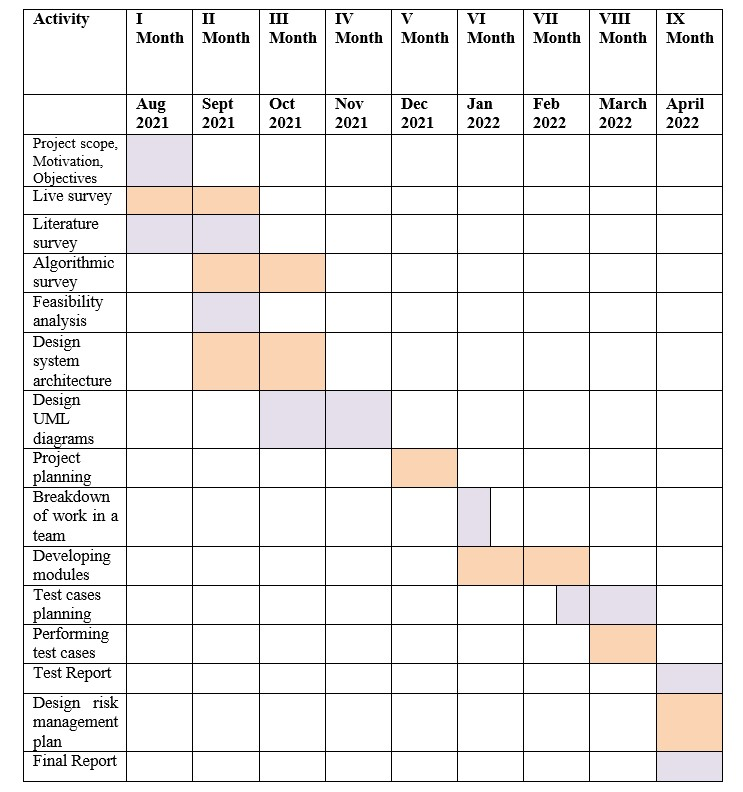 Activity
I Month
II Month
III Month
IV Month
V Month
VI Month
VII Month
VIII Month
IX Month
Aug 2021
Sept 2021
Oct 2021
Nov 2021
Dec 2021
Jan 2022
Feb 2022
March 2022
April 2022
Project scope,
Motivation,
Objectives
Live survey
Literature
survey
Algorithmic
survey
Feasibility
analysis
Design
system
architecture
Design
UML
diagrams
Project
planning
Breakdown
of work in a
team
Developing
modules
Test cases
planning
Performing
test cases
Test Report
Design risk
management
plan
Final Report